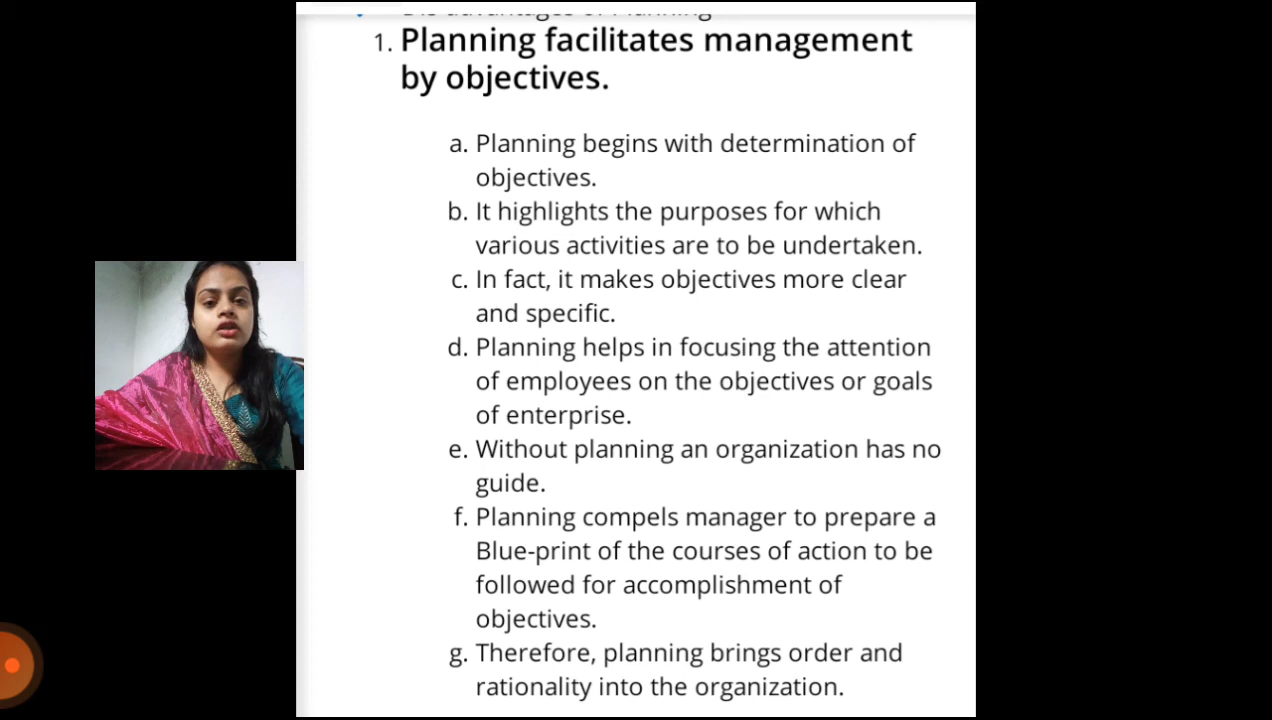 of Planning
1. Planning facilitates management
by objectives.
a. Planning begins with determination of
objectives.
b. It highlights the purposes for which
various activities are to be undertaken.
c. In fact, it makes objectives more clear
and specific.
d. Planning helps in focusing the attention
of employees on the objectives or goals
of enterprise.
e. Without planning an organization has no
guide.
f. Planning compels manager to prepare a
Blue-print of the courses of action to be
followed for accomplishment of
objectives.
g. Therefore, planning brings order and
rationality into the organization.